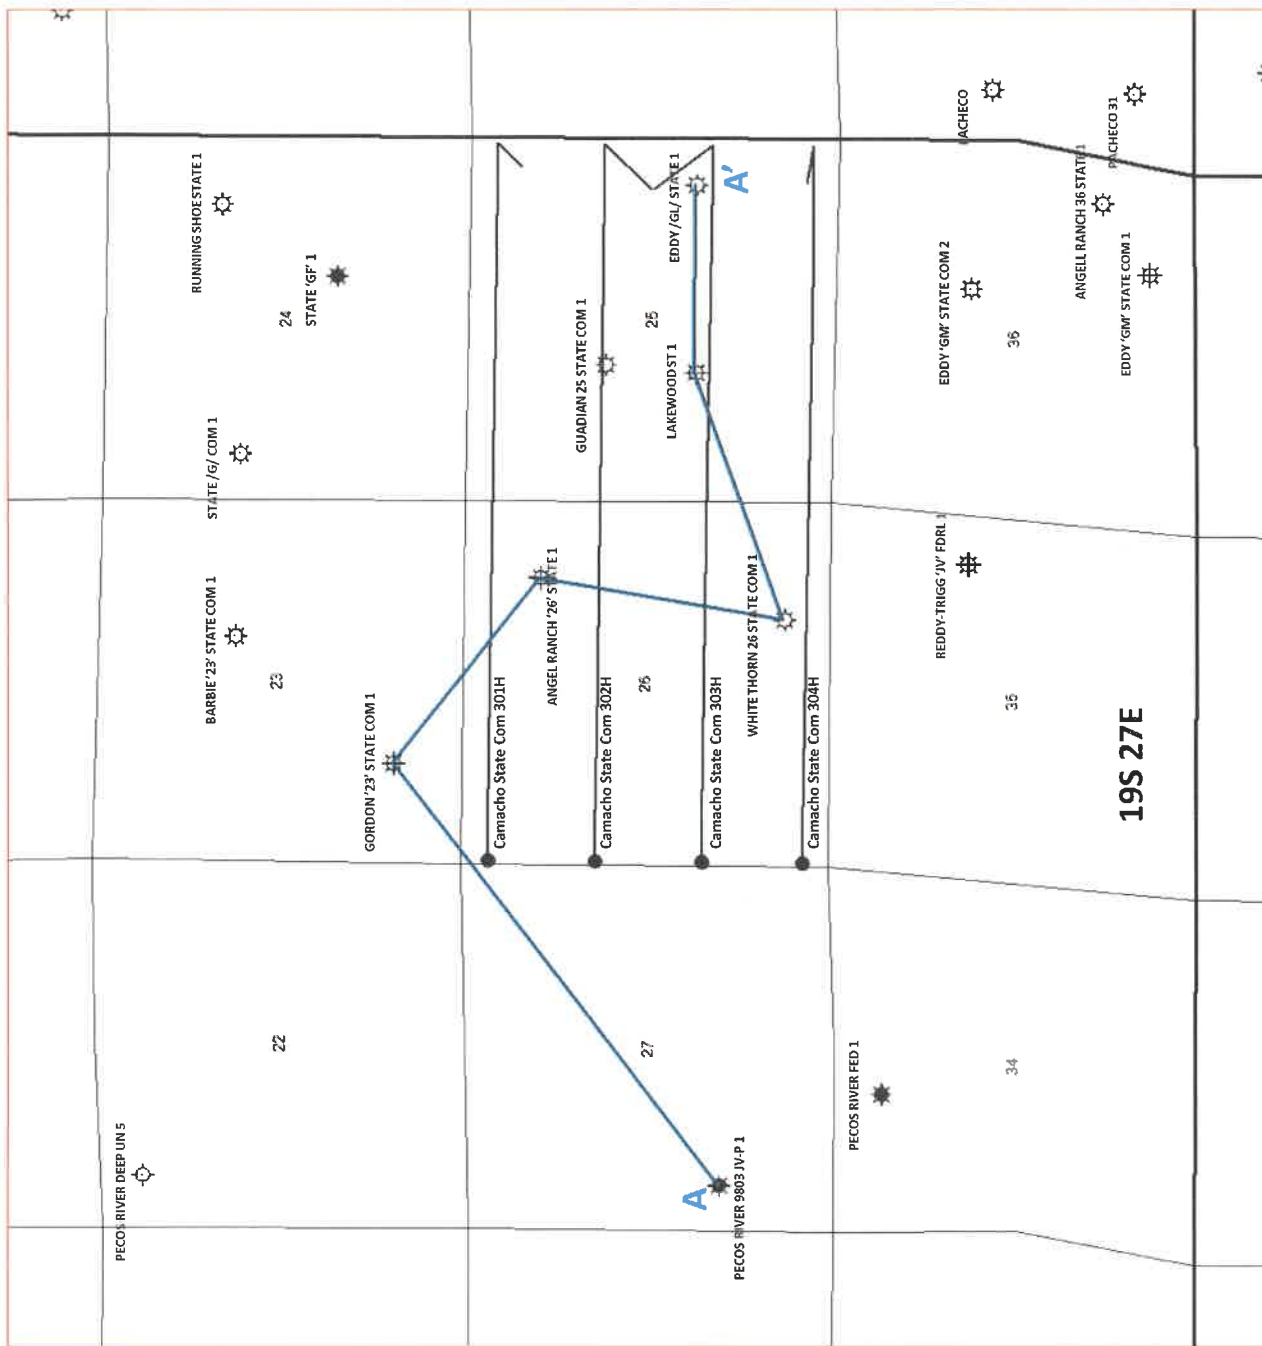 PECOS RIVER DEEP UN 5
BARBIE '23' STATE COM 1
STATE /G/ COM 1
RUNNING SHOE STATE 1
22
23
24
STATE 'GF' 1
GORDON '23' STATE COM 1
Camacho State Com 301H
ANGEL RANCH '26' STATE 1
GUADIAN 25 STATE COM 1
Camacho State Com 302H
27
26
25
LAKEWOOD ST 1
EDDY /GL/ STATE 1
A
Camacho State Com 303H
A'
PECOS RIVER 9803 JV-P 1
WHITE THORN 26 STATE COM 1
Camacho State Com 304H
PECOS RIVER FED 1
REDDY-TRIGG 'JV' FDRL 1
EDDY 'GM' STATE COM 2
PACHECO
34
35
36
ANGELL RANCH 36 STATE 1
PACHECO 31
EDDY 'GM' STATE COM 1
19S 27E